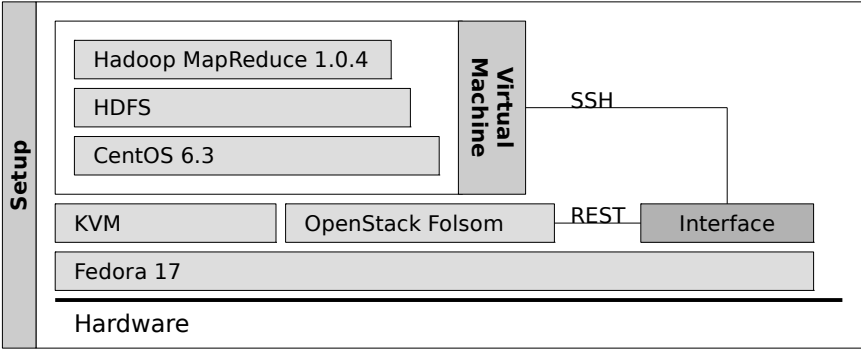 Setup
Hadoop MapReduce 1.0.4
HDFS
CentOS 6.3
Virtual
Machine
SSH
KVM
OpenStack Folsom
REST
Interface
Fedora 17
Hardware